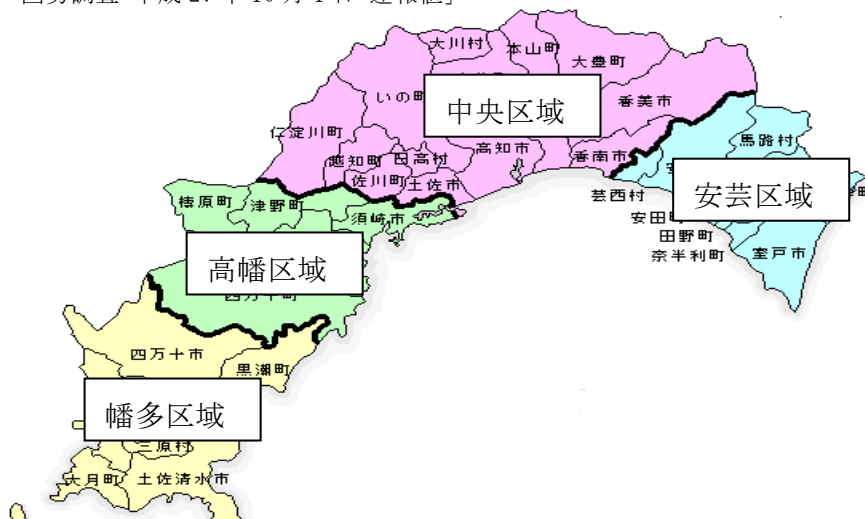 国勢調査 平成27年10月1日 速報値」
大川村
本山町
大豊町
いの町
中央区域
香美市
仁淀川町
高知市
馬路村
越知町
日高村
香南市
佐川町
土佐市
安芸区域
梼原町
津野町
須崎市
芸西村
安田町
田野町
奈半利町
室戸市
高幡区域
四万十町
四万十市
黒潮町
幡多区域
三原村
大月町
土佐清水市